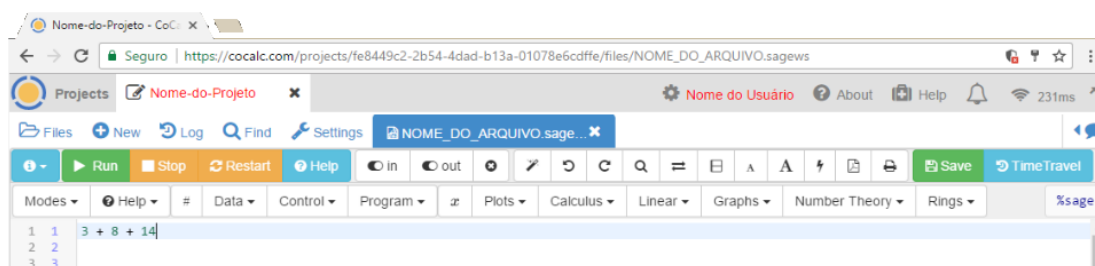 Nome-do-Projeto - CoCa
Seguro | https://cocalc.com/projects/fe8449c2-2b54-4dad-b13a-01078e6cdffe/files/NOME_DO_ARQUIVO.sagews
Projects Nome-do-Projeto Nome do Usuário About Help 231ms
Files New Log Find Settings NOME_DO_ARQUIVO.sage...
Run Stop Restart Help in out A A Save TimeTravel
Modes Help # Data Control Program x Plots Calculus Linear Graphs Number Theory Rings %sage
1 1 3 + 8 + 14
2 2
3 3